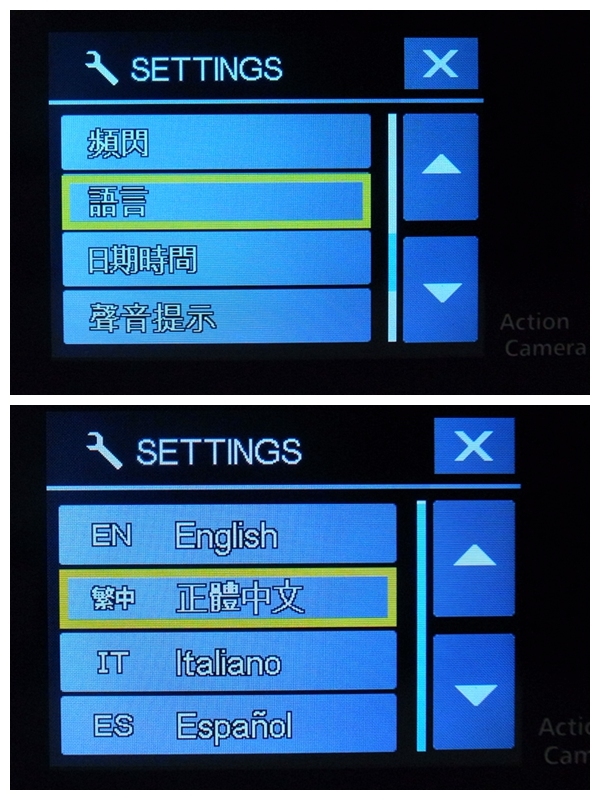 SETTINGS
頻閃
語言
日期時間
聲音提示
Action
Camera
SETTINGS
EN English
繁中 正體中文
IT Italiano
ES Español